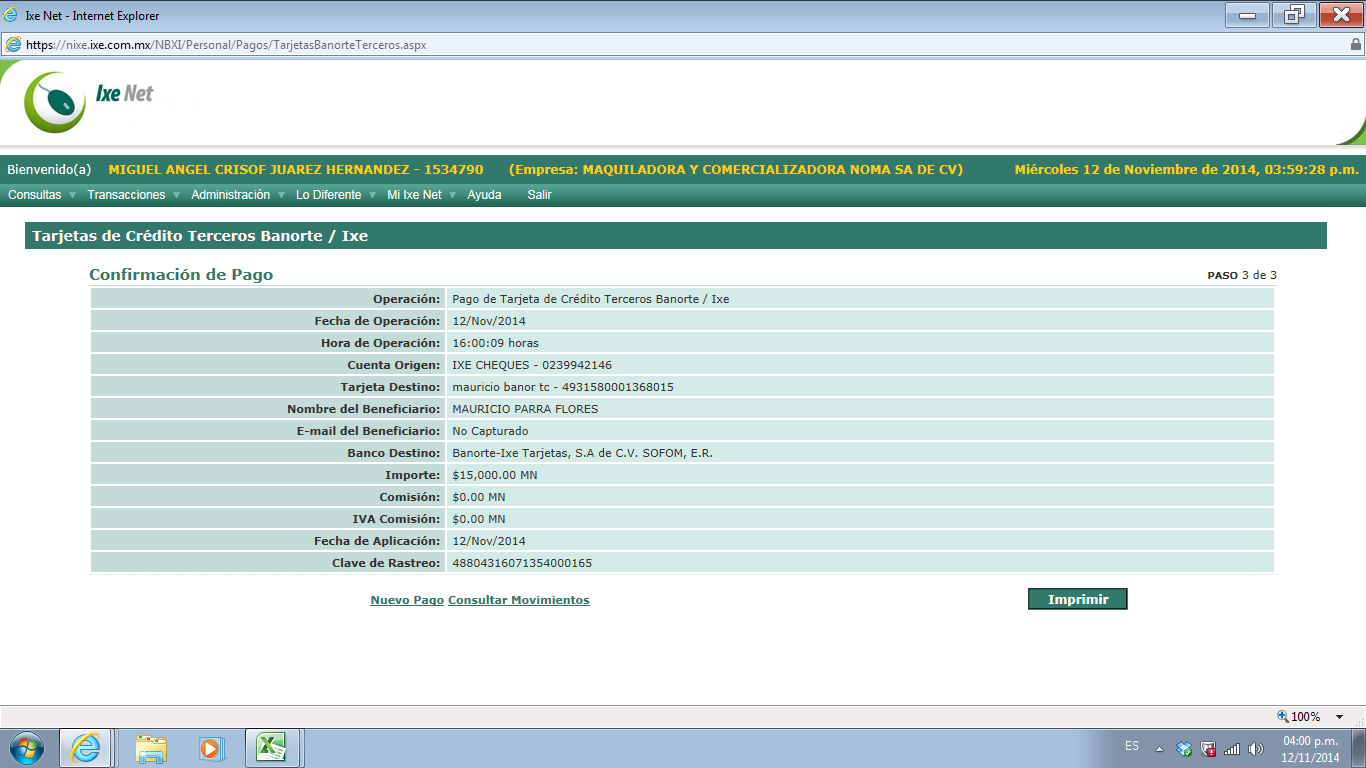 Ixe Net - Internet Explorer
https://nixe.ixe.com.mx/NBXI/Personal/Pagos/TarjetasBanorteTerceros.aspx
Ixe Net
Bienvenido(a) MIGUEL ANGEL CRISOF JUAREZ HERNANDEZ - 1534790 (Empresa: MAQUILADORA Y COMERCIALIZADORA NOMA SA DE CV) Miércoles 12 de Noviembre de 2014, 03:59:28 p.m.
Consultas Transacciones Administración Lo Diferente Mi Ixe Net Ayuda Salir
Tarjetas de Crédito Terceros Banorte / Ixe
Confirmación de Pago PASO 3 de 3
Operación: Pago de Tarjeta de Crédito Terceros Banorte / Ixe
Fecha de Operación: 12/Nov/2014
Hora de Operación: 16:00:09 horas
Cuenta Origen: IXE CHEQUES - 0239942146
Tarjeta Destino: mauricio banor tc - 4931580001368015
Nombre del Beneficiario: MAURICIO PARRA FLORES
E-mail del Beneficiario: No Capturado
Banco Destino: Banorte-Ixe Tarjetas, S.A de C.V. SOFOM, E.R.
Importe: $15,000.00 MN
Comisión: $0.00 MN
IVA Comisión: $0.00 MN
Fecha de Aplicación: 12/Nov/2014
Clave de Rastreo: 48804316071354000165
Nuevo Pago Consultar Movimientos Imprimir
100%
ES 04:00 p.m.
12/11/2014